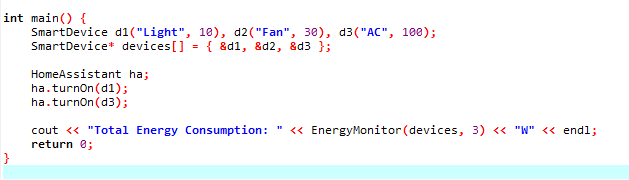 int main() {
    SmartDevice d1("Light", 10), d2("Fan", 30), d3("AC", 100);
    SmartDevice* devices[] = { &d1, &d2, &d3 };
    HomeAssistant ha;
    ha.turnOn(d1);
    ha.turnOn(d3);
    cout << "Total Energy Consumption: " << EnergyMonitor(devices, 3) << "W" << endl;
    return 0;
}